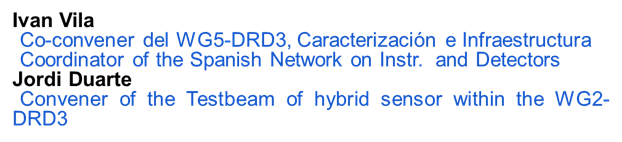 Ivan Vila
Co-convener del WG5-DRD3, Caracterización e Infraestructura
Coordinator of the Spanish Network on Instr. and Detectors
Jordi Duarte
Convener of the Testbeam of hybrid sensor within the WG2-
DRD3